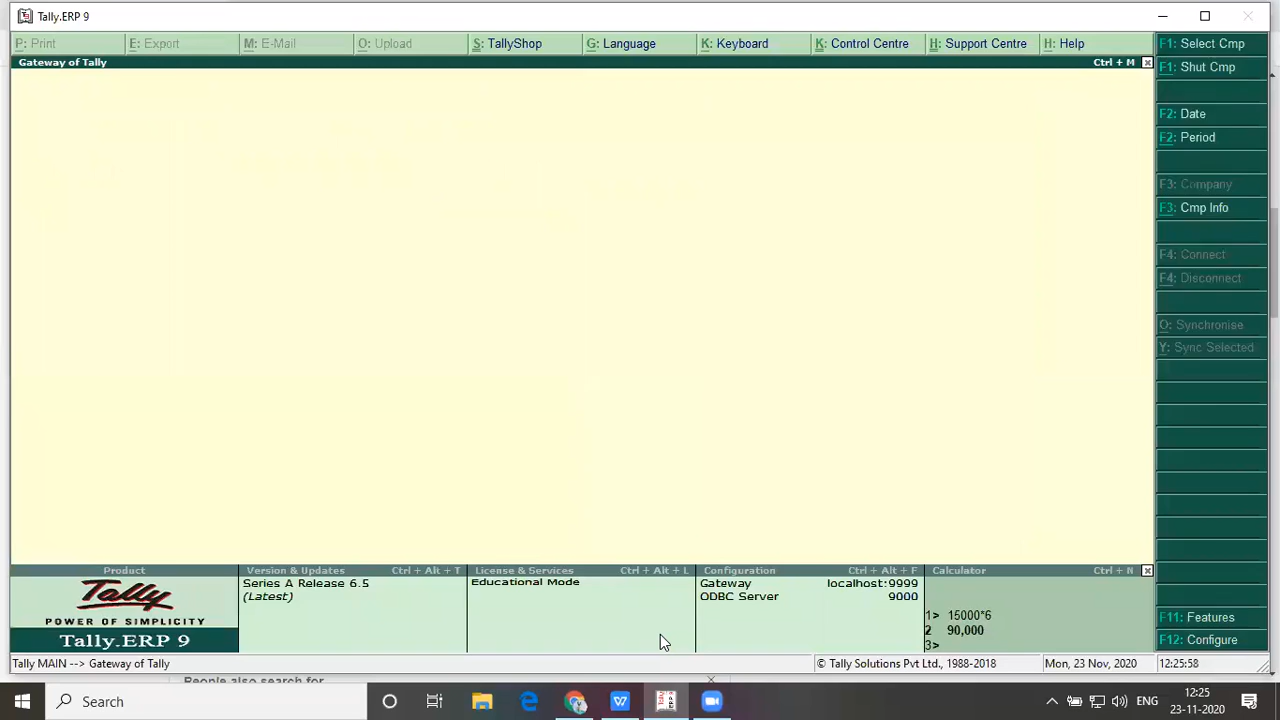 Tally.ERP 9
P: Print E: Export M: E-Mail O: Upload S: TallyShop G: Language K: Keyboard K: Control Centre H: Support Centre H: Help
Gateway of Tally Ctrl + M
F1: Select Cmp
F1: Shut Cmp
F2: Date
F2: Period
F3: Company
F3: Cmp Info
F4: Connect
F4: Disconnect
O: Synchronise
Y: Sync Selected
F11: Features
F12: Configure
Product
Tally
POWER OF SIMPLICITY
Tally.ERP 9
Version & Updates Ctrl + Alt + T
Series A Release 6.5
(Latest)
License & Services Ctrl + Alt + L
Educational Mode
Configuration Ctrl + Alt + F
Gateway localhost:9999
ODBC Server 9000
Calculator Ctrl + N
1> 15000*6
2 90,000
3>
Tally MAIN --> Gateway of Tally © Tally Solutions Pvt Ltd., 1988-2018 Mon, 23 Nov, 2020 12:25:58
People also search for
Search
ENG
12:25
23-11-2020